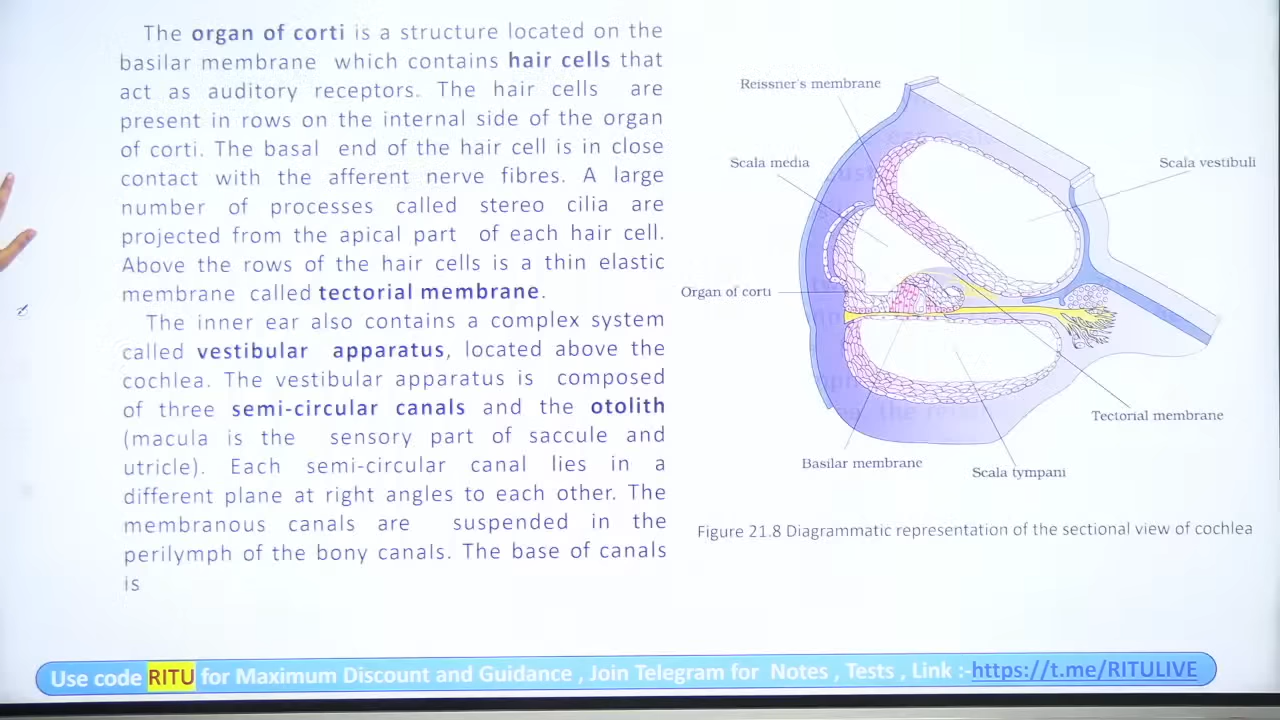 The organ of corti is a structure located on the
basilar membrane which contains hair cells that
act as auditory receptors. The hair cells are
present in rows on the internal side of the organ
of corti. The basal end of the hair cell is in close
contact with the afferent nerve fibres. A large
number of processes called stereo cilia are
projected from the apical part of each hair cell.
Above the rows of the hair cells is a thin elastic
membrane called tectorial membrane.
The inner ear also contains a complex system
called vestibular apparatus, located above the
cochlea. The vestibular apparatus is composed
of three semi-circular canals and the otolith
(macula is the sensory part of saccule and
utricle). Each semi-circular canal lies in a
different plane at right angles to each other. The
membranous canals are suspended in the
perilymph of the bony canals. The base of canals
is
Reissner's membrane
Scala media
Scala vestibuli
Organ of corti
Tectorial membrane
Basilar membrane
Scala tympani
Figure 21.8 Diagrammatic representation of the sectional view of cochlea
Use code RITU for Maximum Discount and Guidance , Join Telegram for Notes , Tests , Link :-https://t.me/RITULIVE